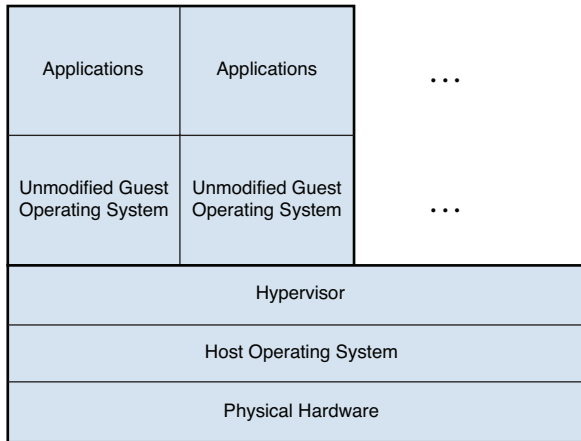 Applications
Applications
...
Unmodified Guest
Operating System
Unmodified Guest
Operating System
...
Hypervisor
Host Operating System
Physical Hardware